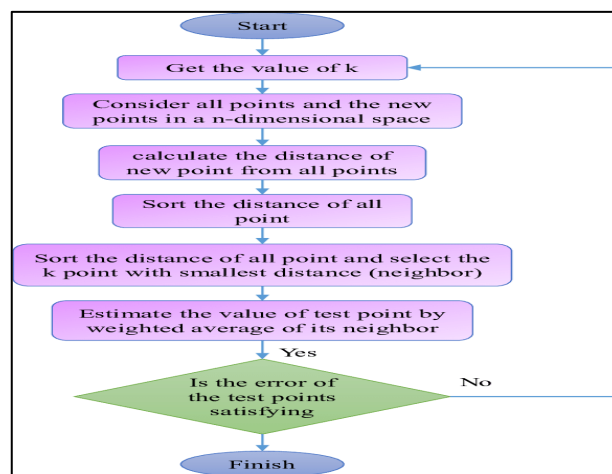 Start
Get the value of k
Consider all points and the new
points in a n-dimensional space
calculate the distance of
new point from all points
Sort the distance of all
point
Sort the distance of all point and select the
k point with smallest distance (neighbor)
Estimate the value of test point by
weighted average of its neighbor
Yes
Is the error of
the test points
satisfying
No
Finish